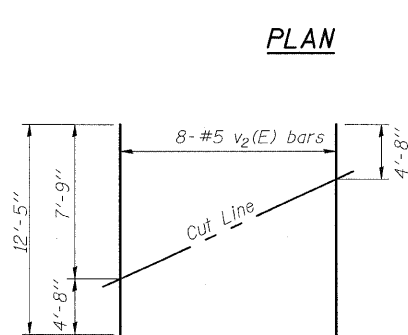 PLAN
8-#5 v₂(E) bars
4'-8"
12'-5"
7'-9"
Cut Line
4'-8"